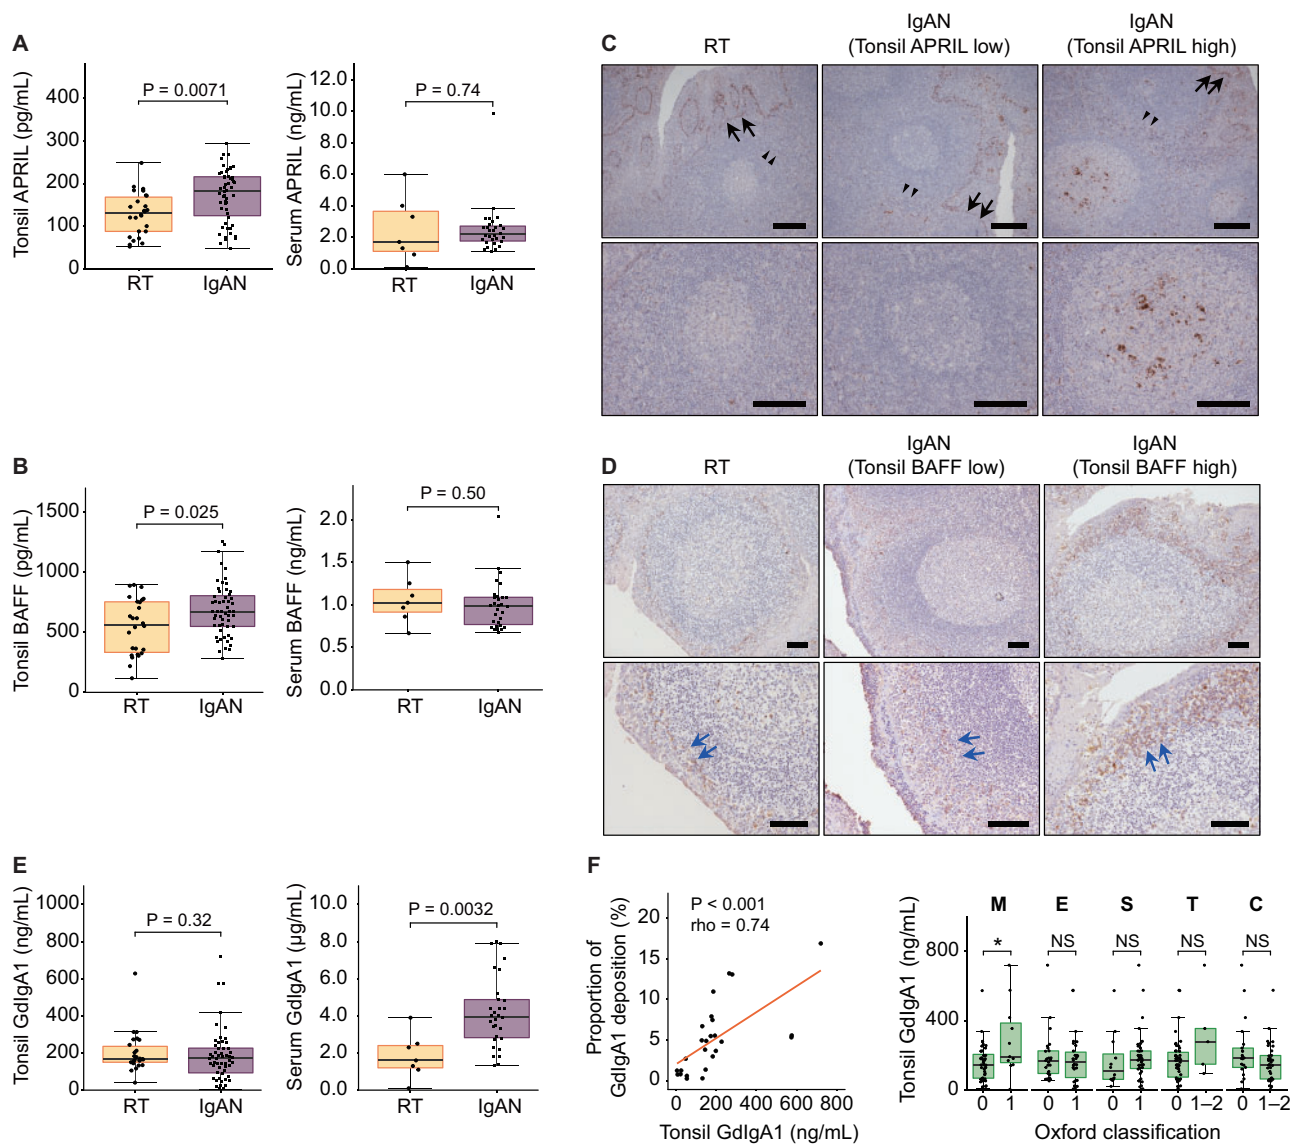 A
Tonsil APRIL (pg/mL)
400
300
200
100
0
P = 0.0071
RT
IgAN
Serum APRIL (ng/mL)
12.0
10.0
8.0
6.0
4.0
2.0
0.0
P = 0.74
RT
IgAN
C
RT
IgAN
(Tonsil APRIL low)
IgAN
(Tonsil APRIL high)
B
Tonsil BAFF (pg/mL)
1500
1000
500
0
P = 0.025
RT
IgAN
Serum BAFF (ng/mL)
2.0
1.5
1.0
0.5
0.0
P = 0.50
RT
IgAN
D
RT
IgAN
(Tonsil BAFF low)
IgAN
(Tonsil BAFF high)
E
Tonsil GdIgA1 (ng/mL)
1000
800
600
400
200
0
P = 0.32
RT
IgAN
Serum GdIgA1 (µg/mL)
10.0
8.0
6.0
4.0
2.0
0.0
P = 0.0032
RT
IgAN
F
Proportion of
GdIgA1 deposition (%)
20
15
10
5
0
P < 0.001
rho = 0.74
0 200 400 600 800
Tonsil GdIgA1 (ng/mL)
Tonsil GdIgA1 (ng/mL)
800
400
0
M E S T C
* NS NS NS NS
0 1 0 1 0 1 0 1–2 0 1–2
Oxford classification